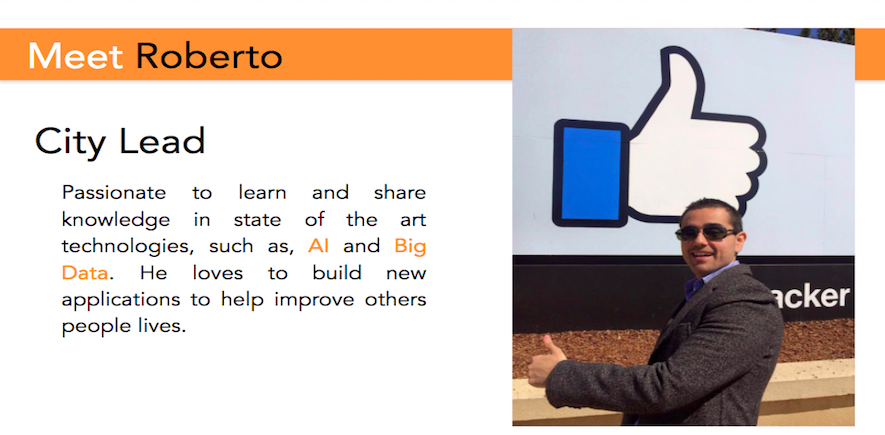 Meet Roberto
City Lead
Passionate to learn and share
knowledge in state of the art
technologies, such as, AI and Big
Data. He loves to build new
applications to help improve others
people lives.
acker